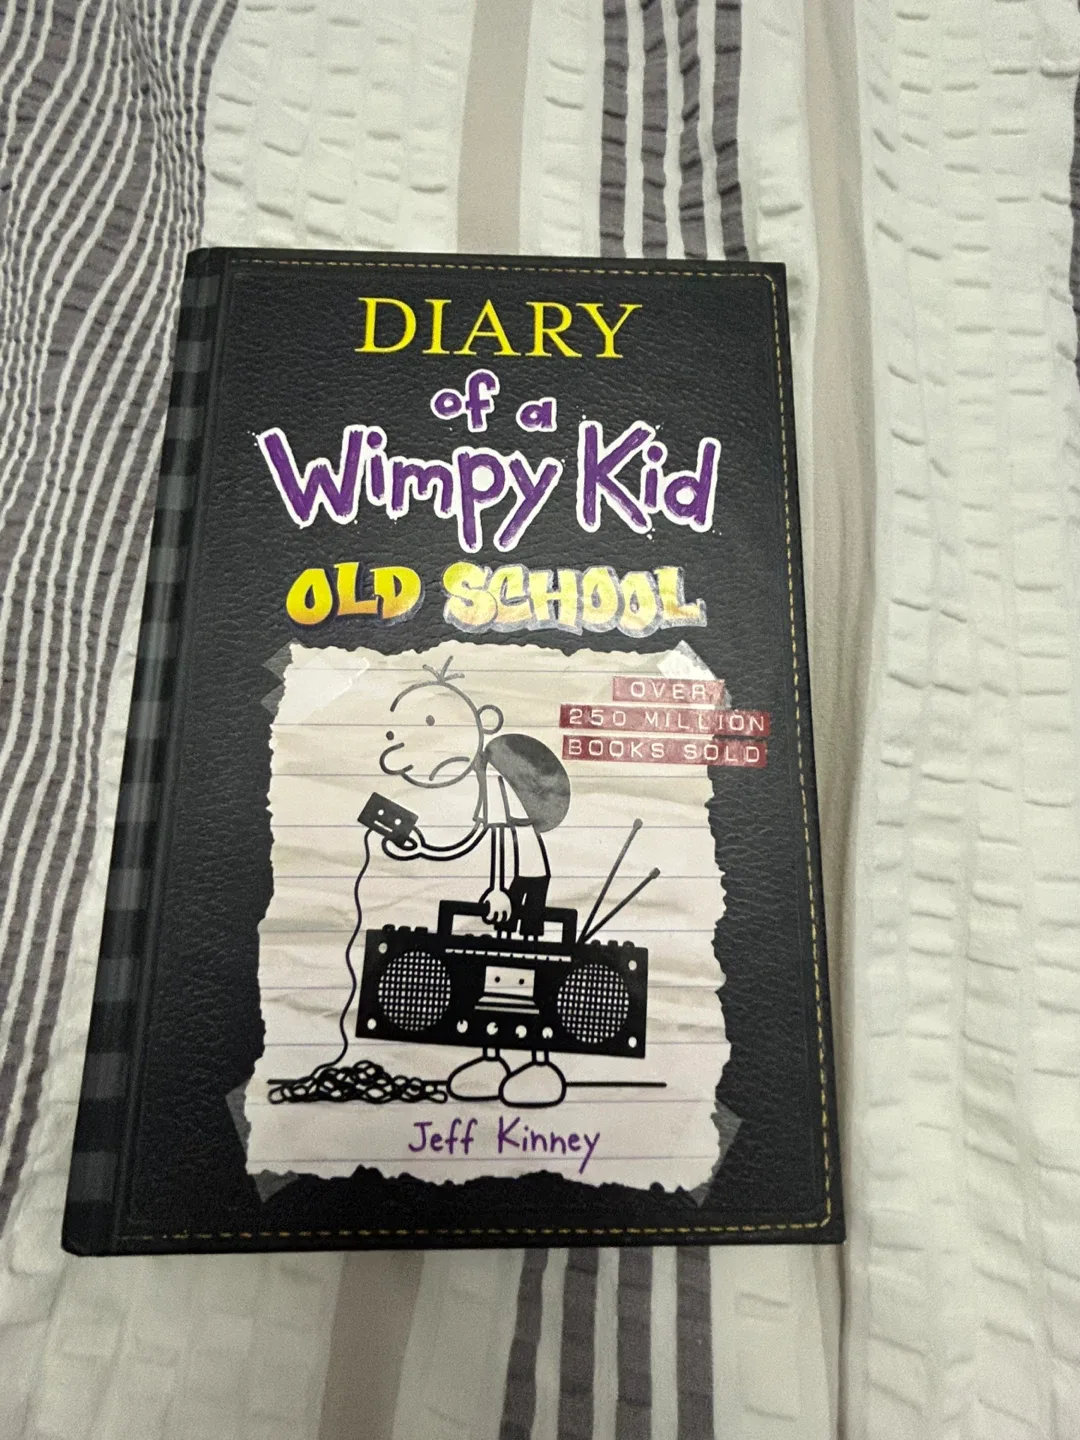 DIARY
of a
Wimpy Kid
OLD SCHOOL
OVER
250 MILLION
BOOKS SOLD
Jeff Kinney